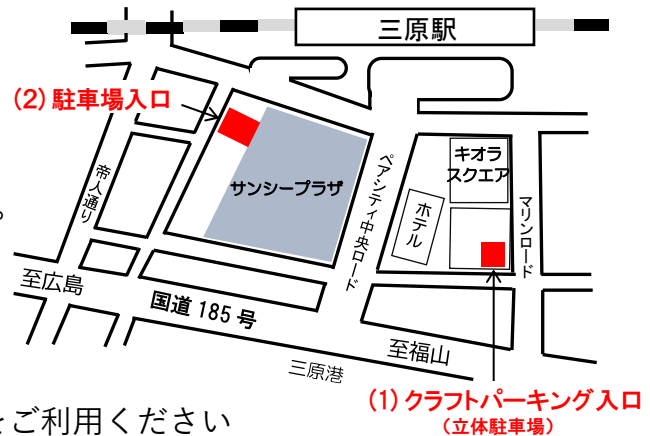 三原駅
(2) 駐車場入口
キオラ
スクエア
サンシープラザ
ペアシティ中央ロード
ホテル
マリンロード
帝人通り
。
至広島
国道 185 号
至福山
三原港
(1) クラフトパーキング入口
（立体駐車場）
をご利用ください